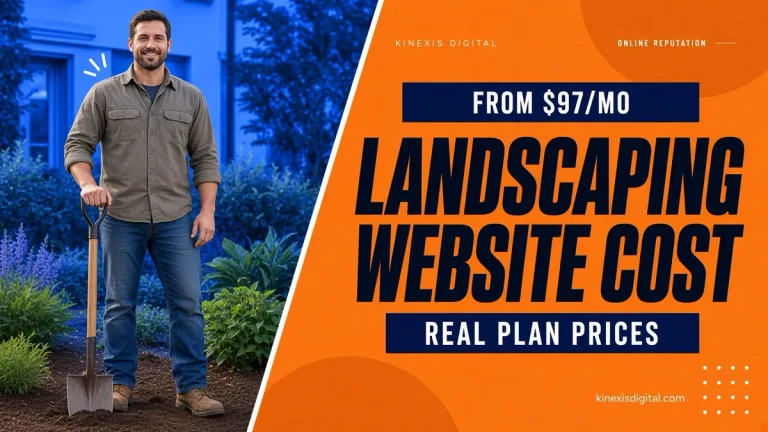 KINEXIS DIGITAL
ONLINE REPUTATION
FROM $97/MO
LANDSCAPING
WEBSITE COST
REAL PLAN PRICES
kinexisdigital.com